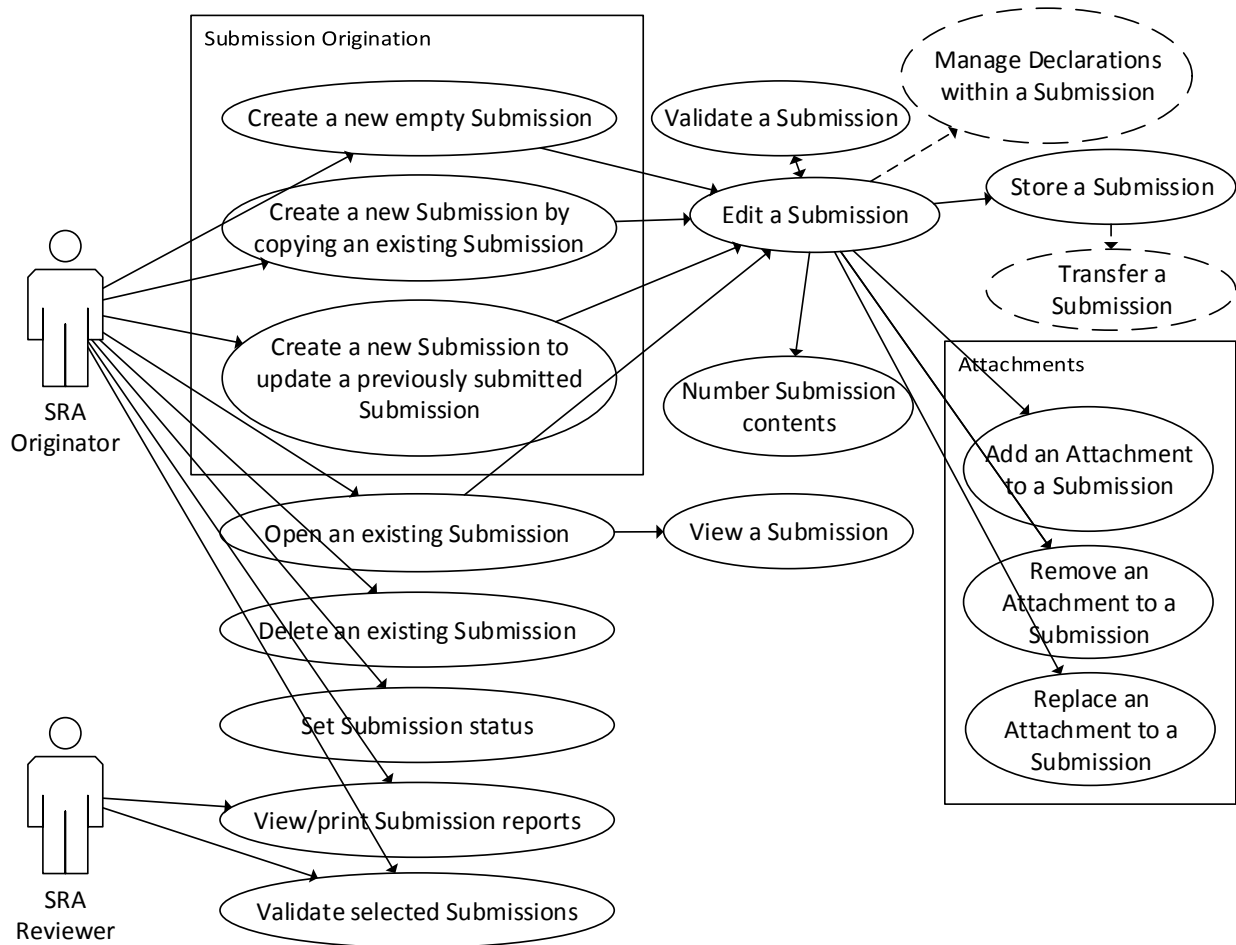 Submission Origination
Create a new empty Submission
Create a new Submission by
copying an existing Submission
Create a new Submission to
update a previously submitted
Submission
Validate a Submission
Manage Declarations
within a Submission
Edit a Submission
Store a Submission
Transfer a
Submission
SRA
Originator
Number Submission
contents
Attachments
Add an Attachment
to a Submission
Remove an
Attachment to a
Submission
Replace an
Attachment to a
Submission
Open an existing Submission
View a Submission
Delete an existing Submission
Set Submission status
View/print Submission reports
Validate selected Submissions
SRA
Reviewer